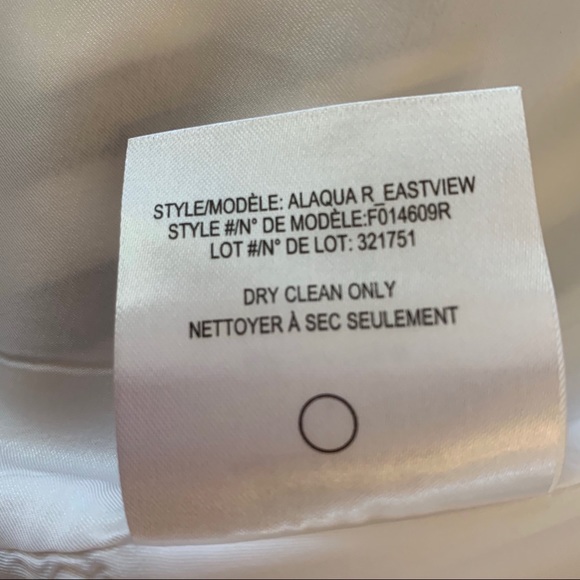 STYLE/MODÈLE: ALAQUA R_EASTVIEW
STYLE #/N° DE MODÈLE:F014609R
LOT #/N° DE LOT: 321751
DRY CLEAN ONLY
NETTOYER À SEC SEULEMENT